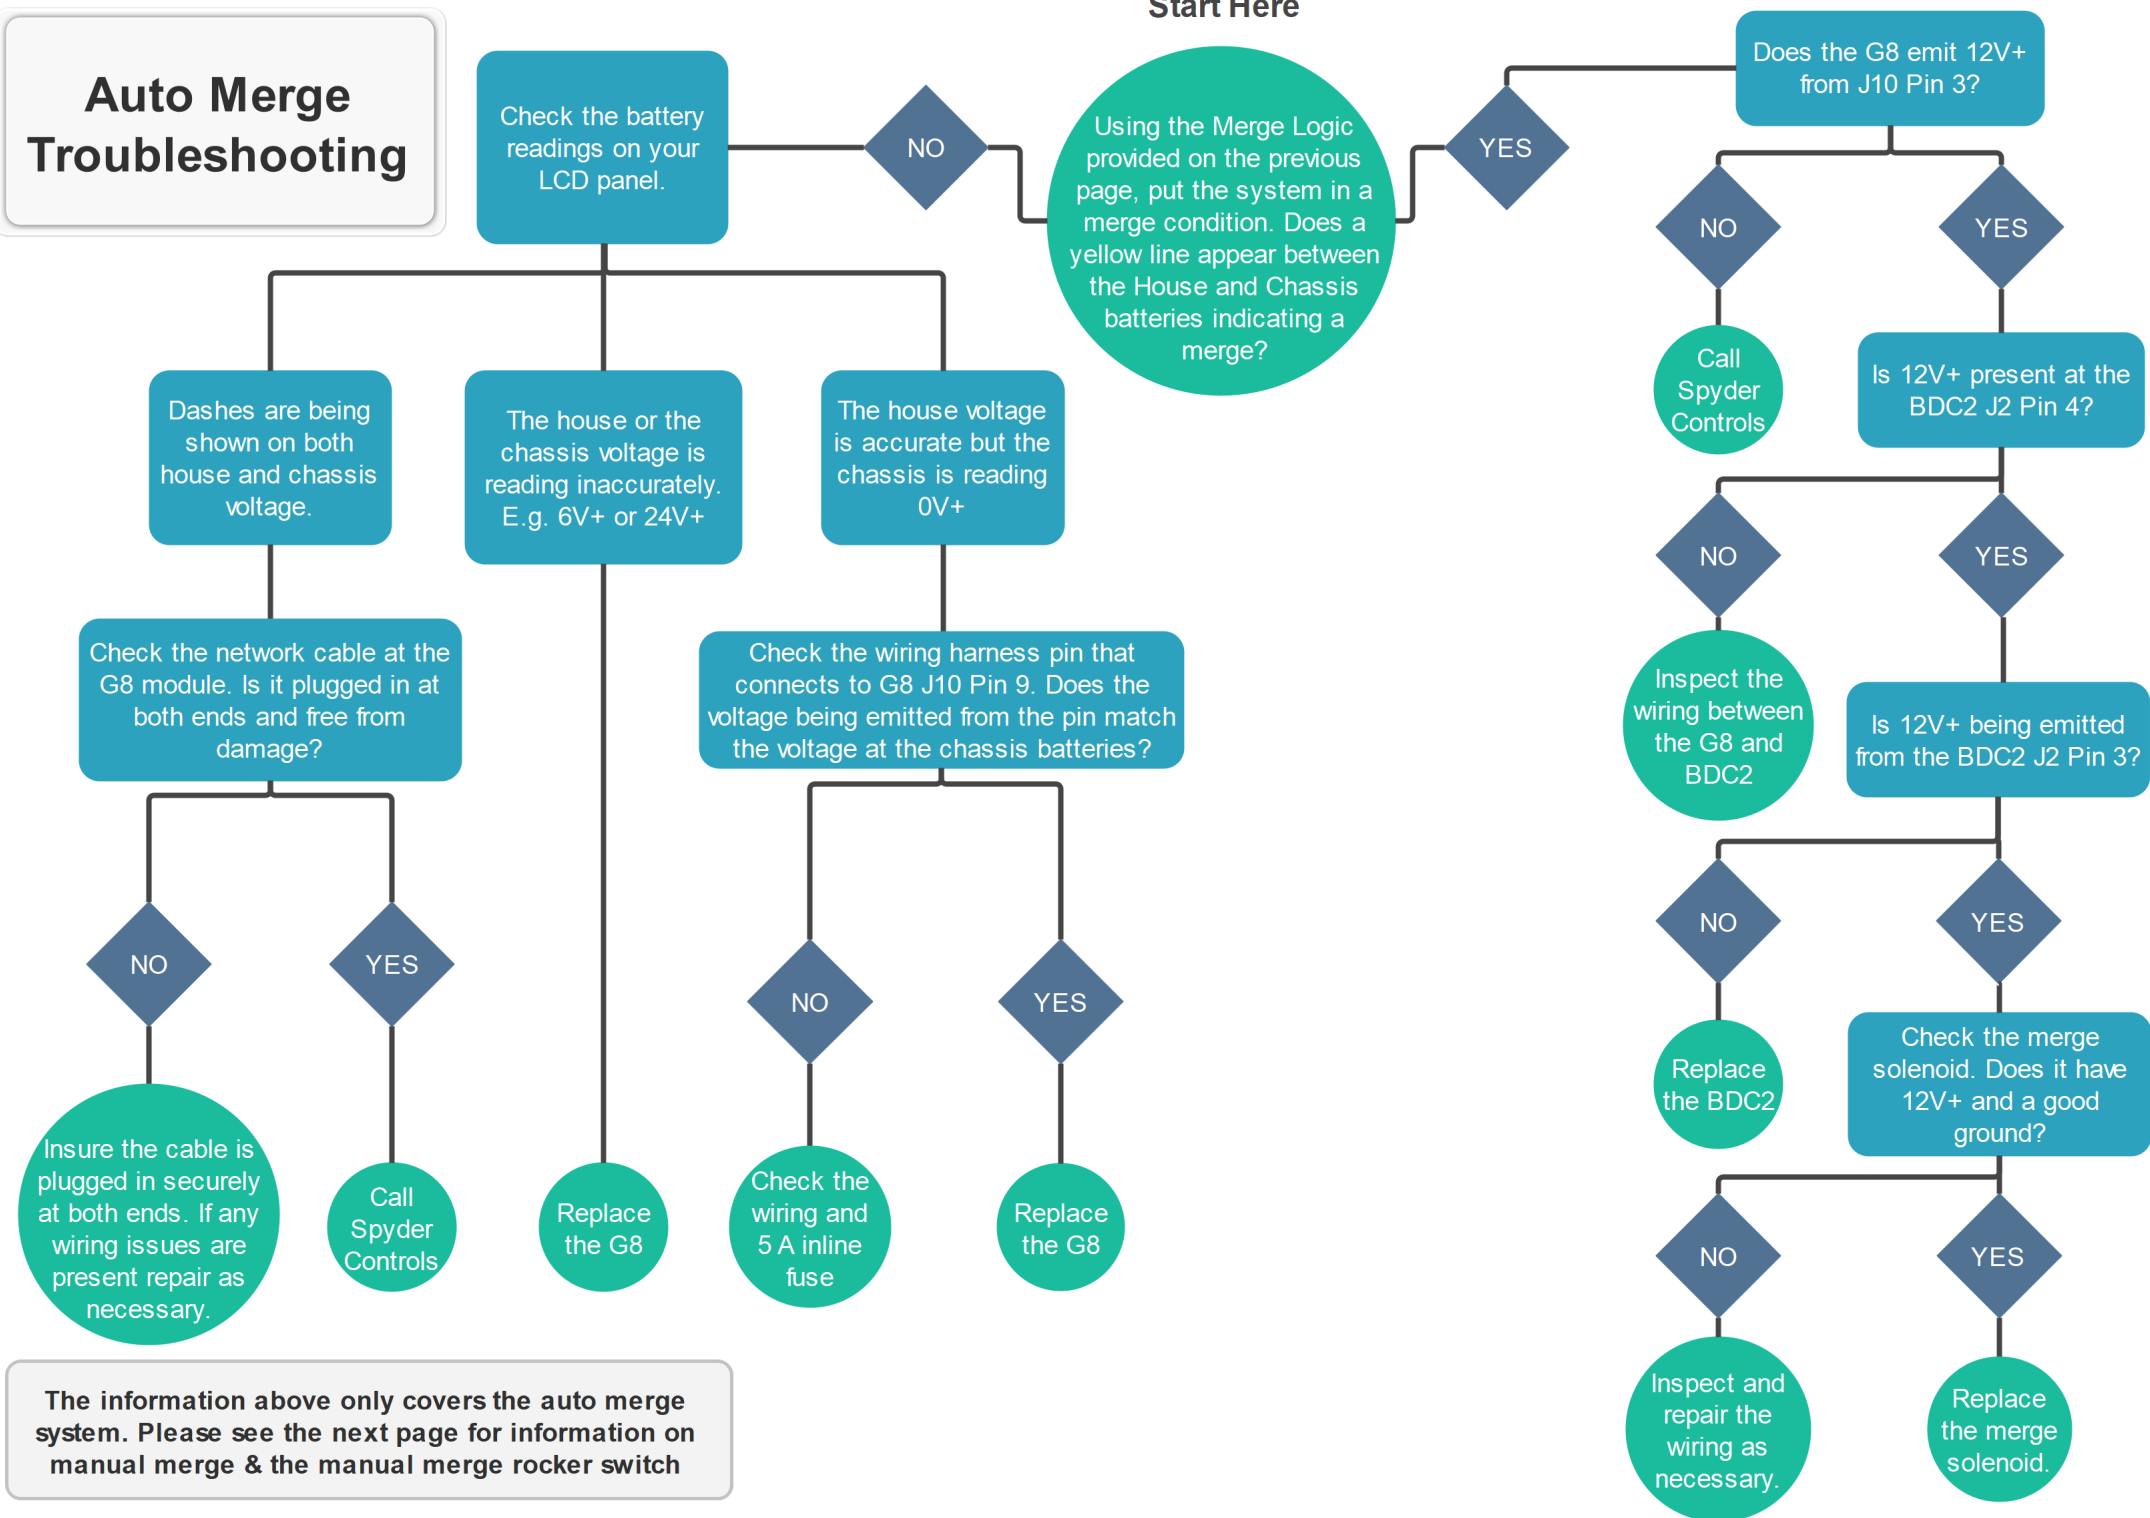 Start Here
Auto Merge
Troubleshooting
Check the battery
readings on your
LCD panel.
NO
Using the Merge Logic
provided on the previous
page, put the system in a
merge condition. Does a
yellow line appear between
the House and Chassis
batteries indicating a
merge?
YES
Does the G8 emit 12V+
from J10 Pin 3?
NO
YES
Call
Spyder
Controls
Is 12V+ present at the
BDC2 J2 Pin 4?
NO
YES
Inspect the
wiring between
the G8 and
BDC2
Is 12V+ being emitted
from the BDC2 J2 Pin 3?
NO
YES
Replace
the BDC2
Check the merge
solenoid. Does it have
12V+ and a good
ground?
NO
YES
Inspect and
repair the
wiring as
necessary.
Replace
the merge
solenoid.
Dashes are being
shown on both
house and chassis
voltage.
The house or the
chassis voltage is
reading inaccurately.
E.g. 6V+ or 24V+
The house voltage
is accurate but the
chassis is reading
0V+
Check the network cable at the
G8 module. Is it plugged in at
both ends and free from
damage?
Check the wiring harness pin that
connects to G8 J10 Pin 9. Does the
voltage being emitted from the pin match
the voltage at the chassis batteries?
NO
YES
NO
YES
Insure the cable is
plugged in securely
at both ends. If any
wiring issues are
present repair as
necessary.
Call
Spyder
Controls
Replace
the G8
Check the
wiring and
5 A inline
fuse
Replace
the G8
The information above only covers the auto merge
system. Please see the next page for information on
manual merge & the manual merge rocker switch